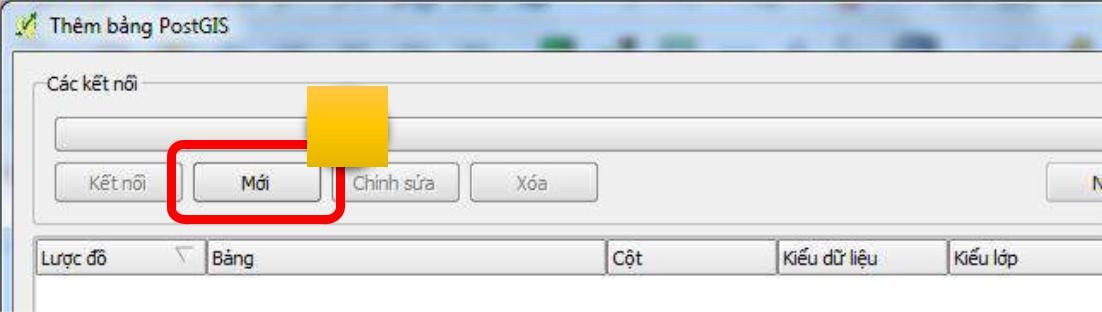 Thêm bảng PostGIS
Các kết nối
Kết nối Mới Chỉnh sửa Xóa
Lược đồ Bảng Cột Kiểu dữ liệu Kiểu lớp